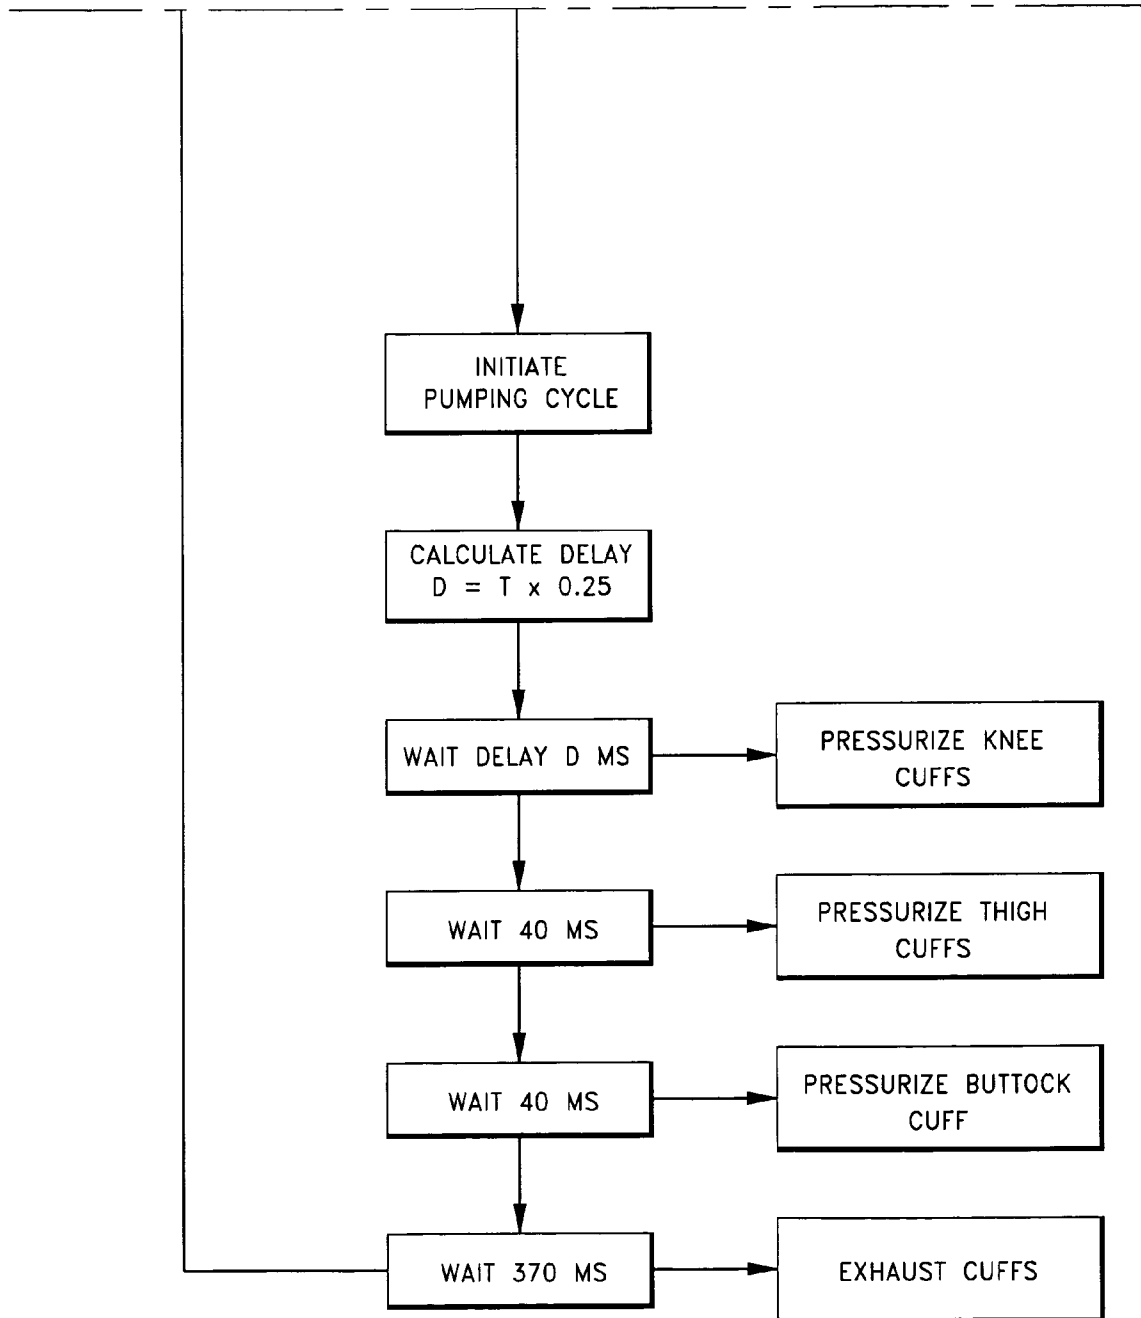 INITIATE
PUMPING CYCLE
CALCULATE DELAY
D = T x 0.25
WAIT DELAY D MS
PRESSURIZE KNEE
CUFFS
WAIT 40 MS
PRESSURIZE THIGH
CUFFS
WAIT 40 MS
PRESSURIZE BUTTOCK
CUFF
WAIT 370 MS
EXHAUST CUFFS